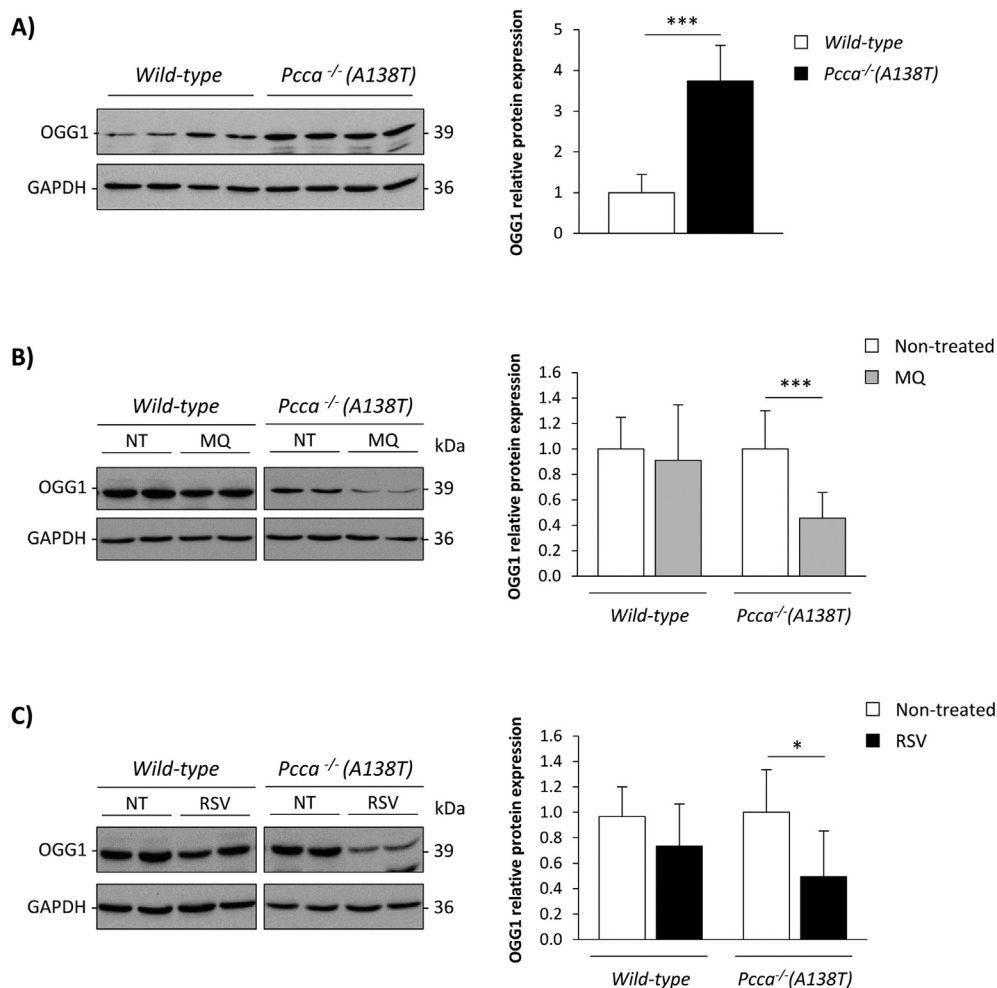 A)
Wild-type Pcca -/- (A138T)
OGG1 39
GAPDH 36
OGG1 relative protein expression
5
4
3
2
1
0
***
Wild-type
Pcca-/-(A138T)
B)
Wild-type Pcca -/- (A138T)
NT MQ NT MQ kDa
OGG1 39
GAPDH 36
OGG1 relative protein expression
1.6
1.4
1.2
1.0
0.8
0.6
0.4
0.2
0.0
***
Non-treated
MQ
Wild-type Pcca-/-(A138T)
C)
Wild-type Pcca -/- (A138T)
NT RSV NT RSV kDa
OGG1 39
GAPDH 36
OGG1 relative protein expression
1.6
1.4
1.2
1.0
0.8
0.6
0.4
0.2
0.0
*
Non-treated
RSV
Wild-type Pcca-/-(A138T)